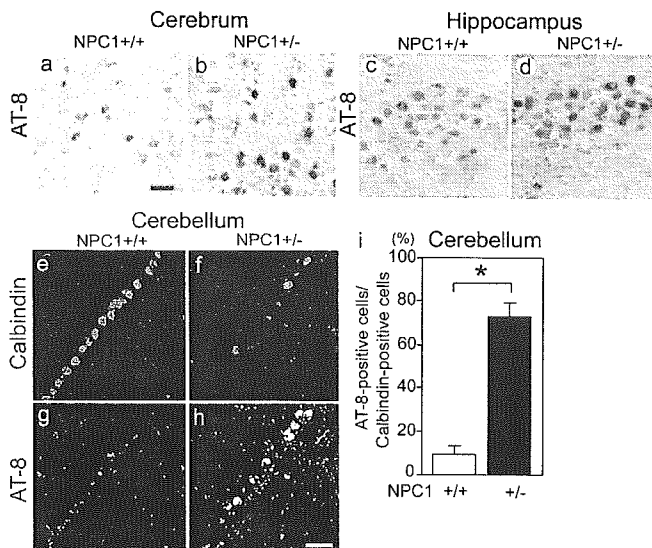 Cerebrum
NPC1+/+ NPC1+/-
a b
AT-8
Hippocampus
NPC1+/+ NPC1+/-
c d
AT-8
Cerebellum
NPC1+/+ NPC1+/-
e f
Calbindin
g h
AT-8
i (%) Cerebellum
AT-8-positive cells/
Calbindin-positive cells
100
80
60
40
20
0
*
NPC1 +/+ +/-